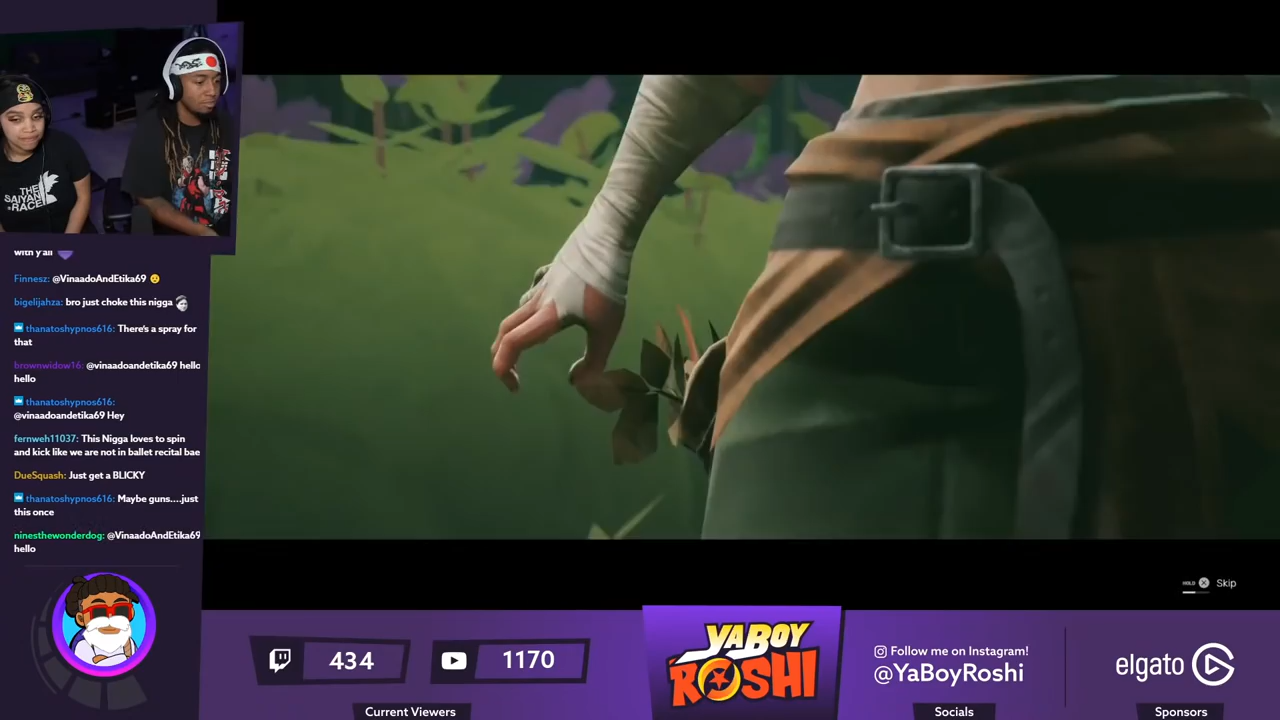 THE
SAIYAN
RACE
with y'all
Finnesz: @VinaadoAndEtika69
bigelijahza: bro just choke this nigga
thanatoshypnos616: There's a spray for
that
brownwidow16: @vinaadoandetika69 hello
hello
thanatoshypnos616:
@vinaadoandetika69 Hey
fernweh11037: This Nigga loves to spin
and kick like we are not in ballet recital bae
DueSquash: Just get a BLICKY
thanatoshypnos616: Maybe guns....just
this once
ninesthewonderdog: @VinaadoAndEtika69
hello
HOLD X Skip
434
1170
Current Viewers
YABOY
ROSHI
Follow me on Instagram!
@YaBoyRoshi
Socials
elgato
Sponsors